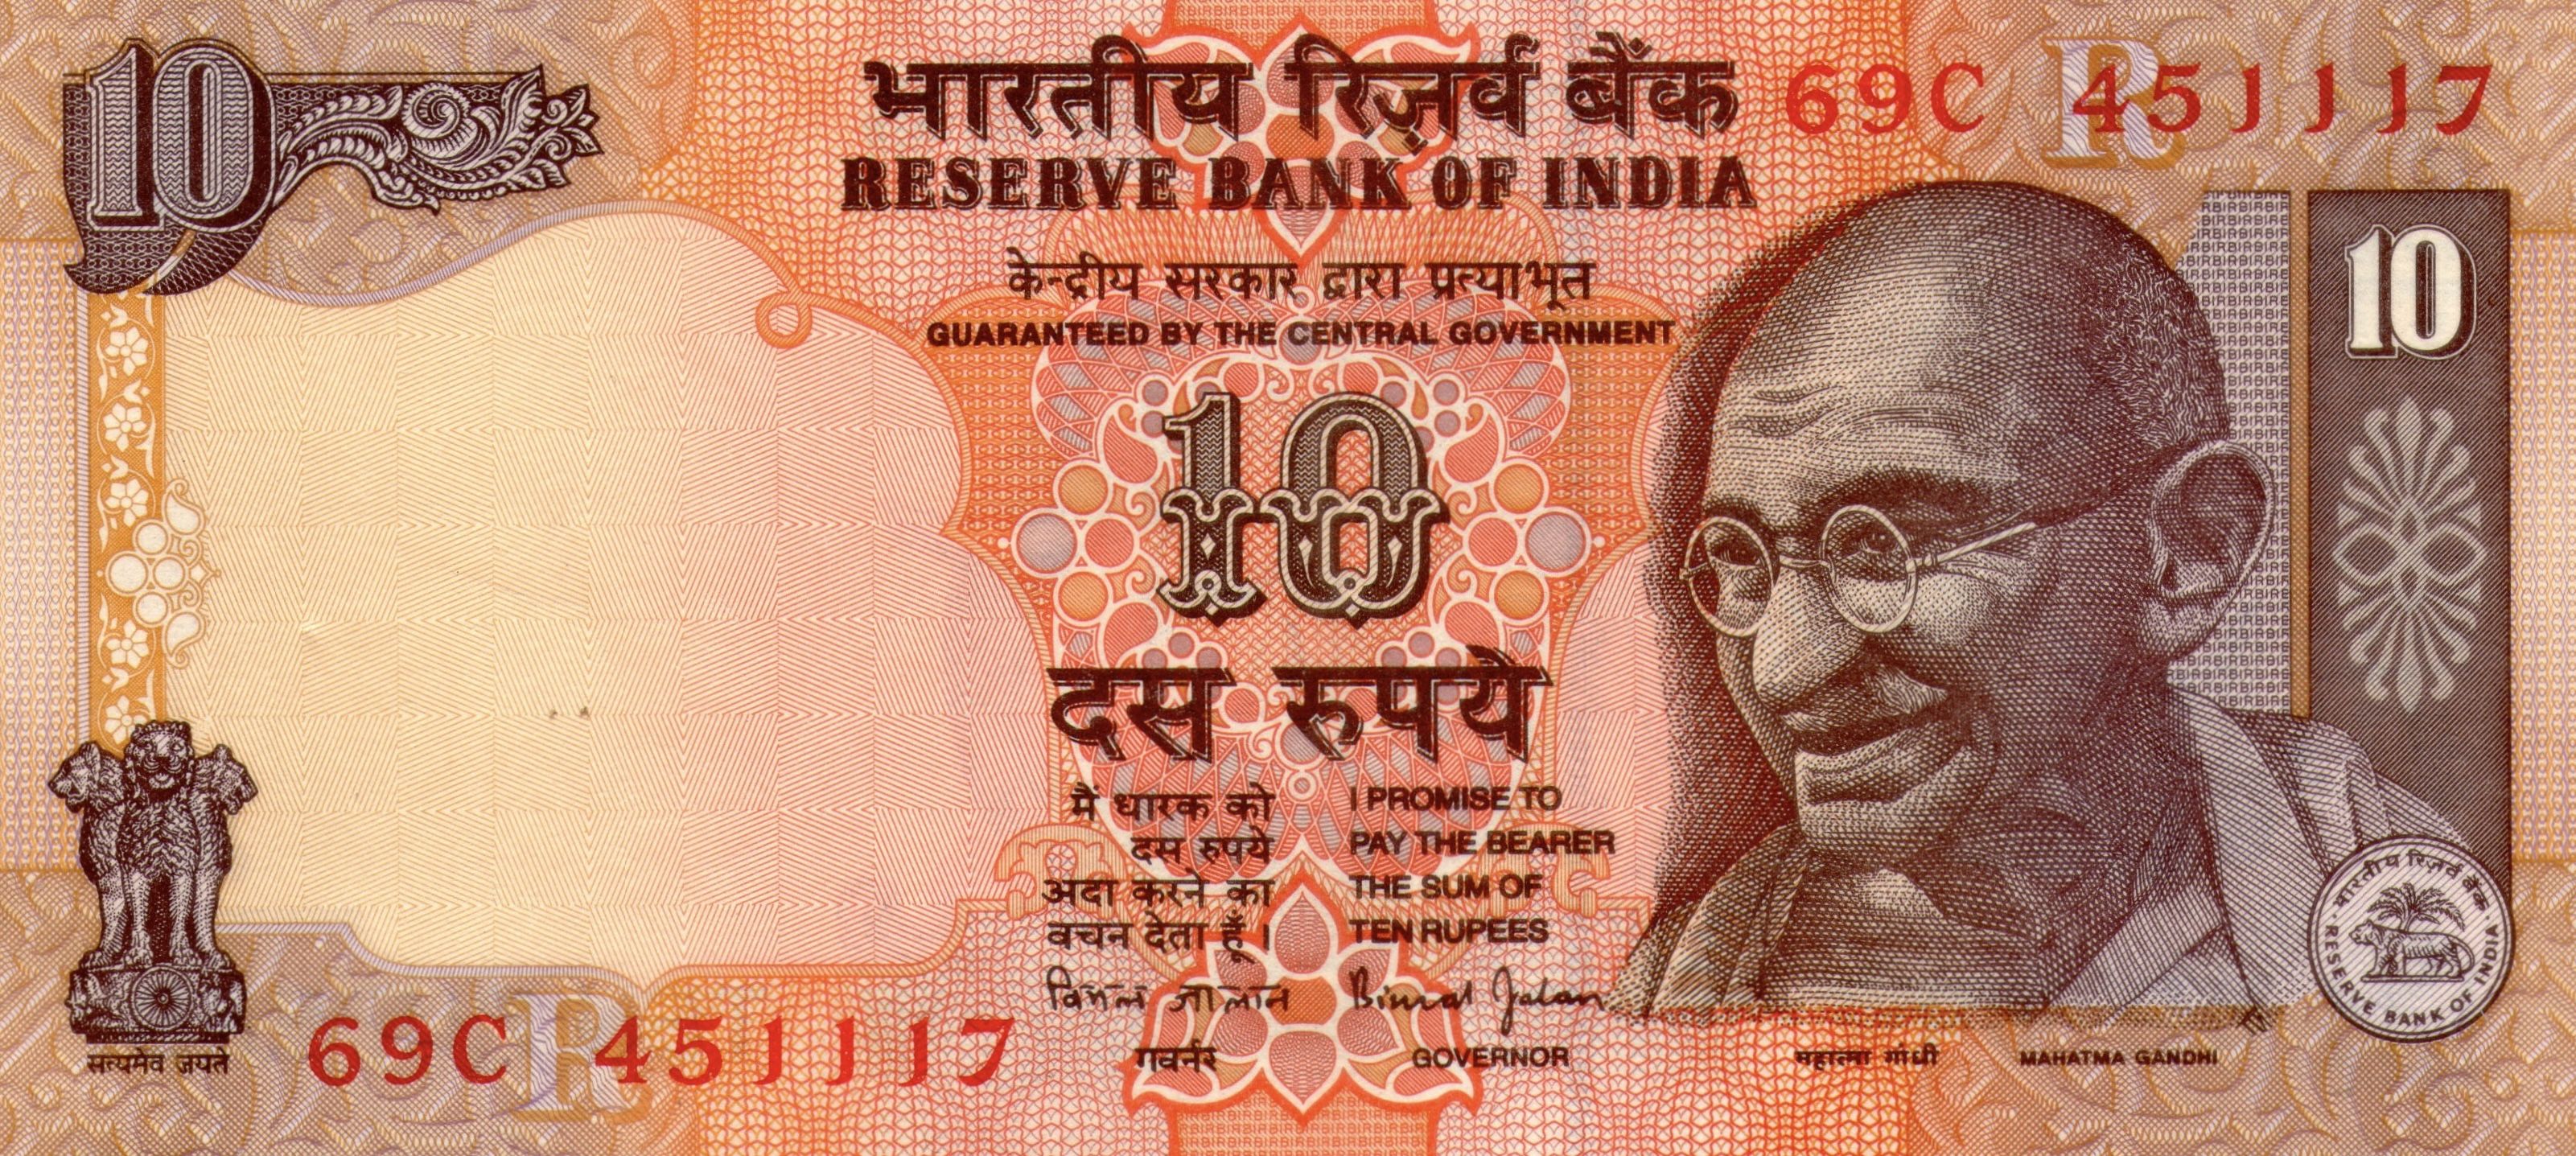 10
भारतीय रिज़र्व बैंक
RESERVE BANK OF INDIA
69C R 451117
केन्द्रीय सरकार द्वारा प्रत्याभूत
GUARANTEED BY THE CENTRAL GOVERNMENT
10
10
दस रुपये
मैं धारक को
दस रुपये
अदा करने का
वचन देता हूँ।
I PROMISE TO
PAY THE BEARER
THE SUM OF
TEN RUPEES
विमल जालान
Bimal Jalan
गवर्नर
GOVERNOR
सत्यमेव जयते
69C R 451117
महात्मा गांधी
MAHATMA GANDHI
भारतीय रिज़र्व बैंक
RESERVE BANK OF INDIA